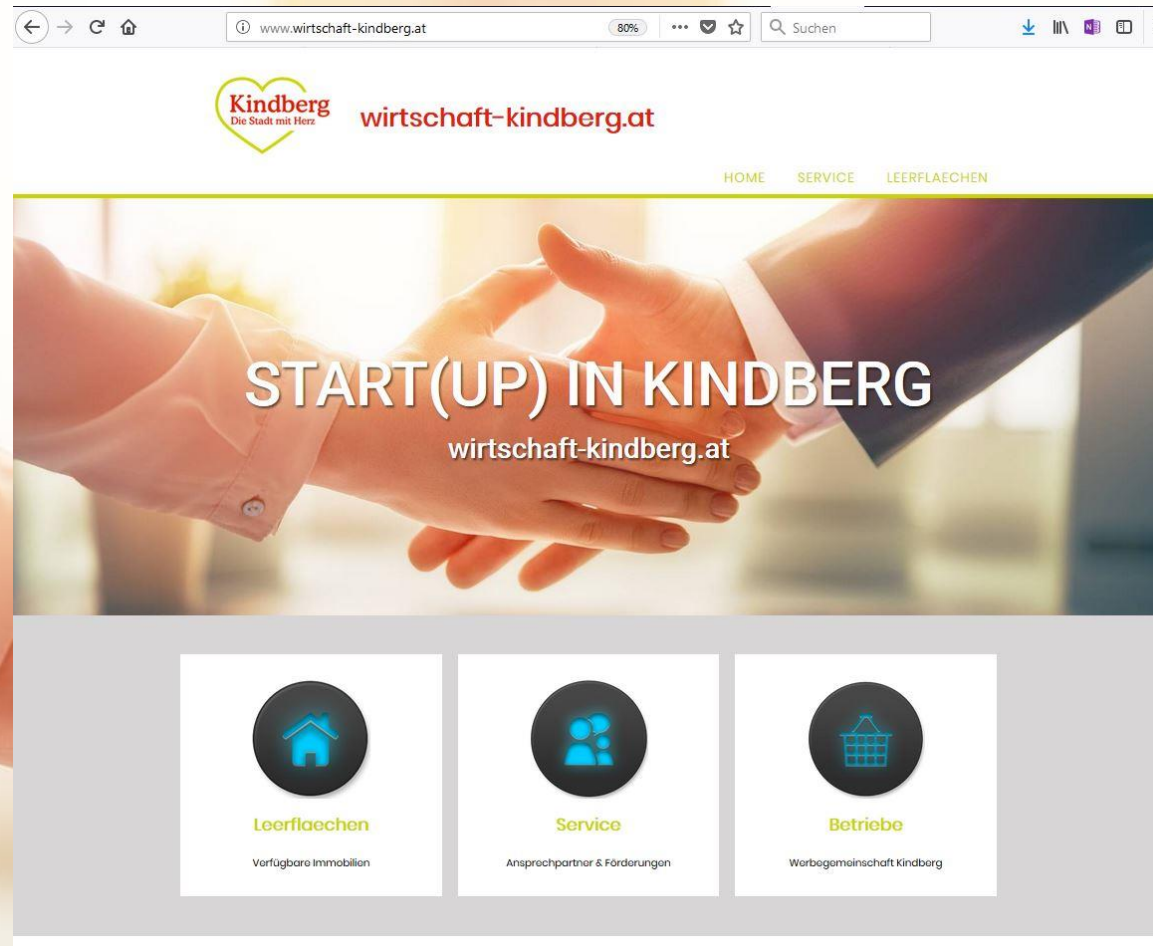 www.wirtschaft-kindberg.at
80%
Suchen
Kindberg
Die Stadt mit Herz
wirtschaft-kindberg.at
HOME SERVICE LEERFLAECHEN
START(UP) IN KINDBERG
wirtschaft-kindberg.at
Leerflaechen
Verfügbare Immobilien
Service
Ansprechpartner & Förderungen
Betriebe
Werbegemeinschaft Kindberg